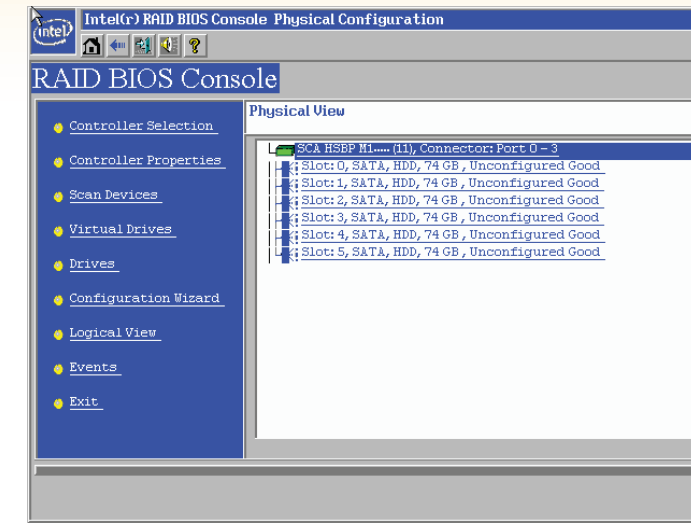 Intel(r) RAID BIOS Console Physical Configuration
intel
?
RAID BIOS Console
Controller Selection
Controller Properties
Scan Devices
Virtual Drives
Drives
Configuration Wizard
Logical View
Events
Exit
Physical View
SCA HSBP M1..... (11), Connector: Port 0 - 3
Slot: 0, SATA, HDD, 74 GB , Unconfigured Good
Slot: 1, SATA, HDD, 74 GB , Unconfigured Good
Slot: 2, SATA, HDD, 74 GB , Unconfigured Good
Slot: 3, SATA, HDD, 74 GB , Unconfigured Good
Slot: 4, SATA, HDD, 74 GB , Unconfigured Good
Slot: 5, SATA, HDD, 74 GB , Unconfigured Good